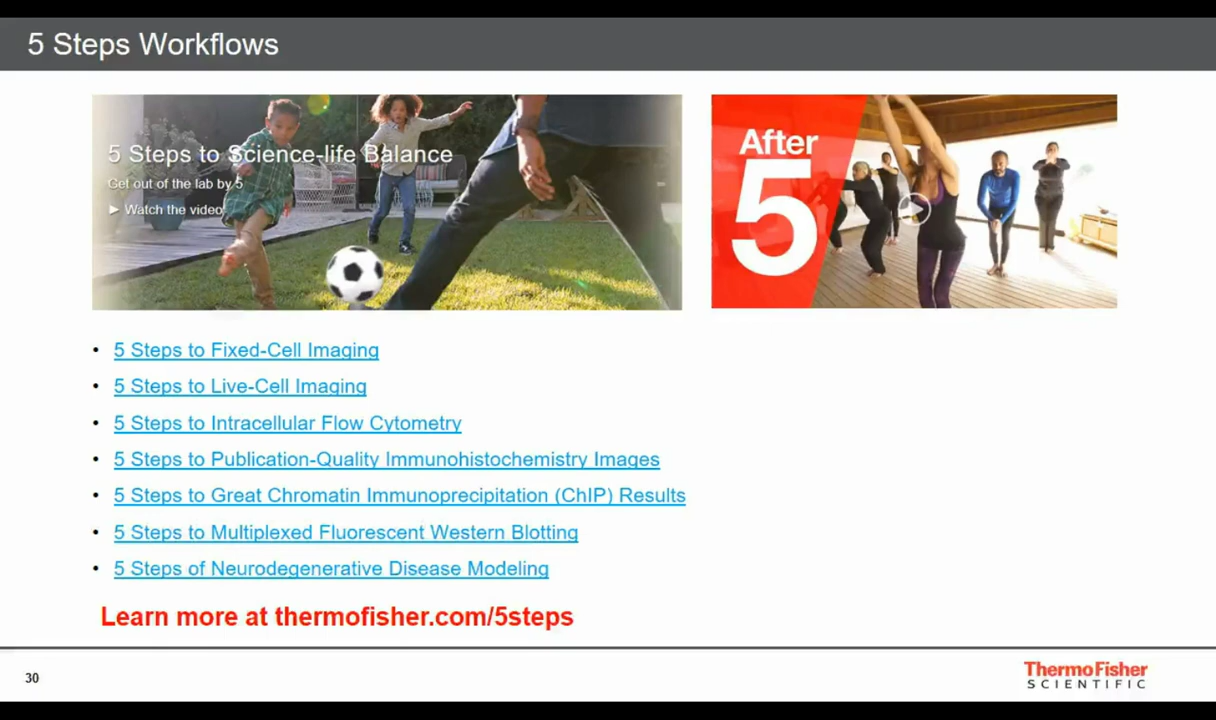 5 Steps Workflows
5 Steps to Science-life Balance
Get out of the lab by 5
► Watch the video
After
5
• 5 Steps to Fixed-Cell Imaging
• 5 Steps to Live-Cell Imaging
• 5 Steps to Intracellular Flow Cytometry
• 5 Steps to Publication-Quality Immunohistochemistry Images
• 5 Steps to Great Chromatin Immunoprecipitation (ChIP) Results
• 5 Steps to Multiplexed Fluorescent Western Blotting
• 5 Steps of Neurodegenerative Disease Modeling
Learn more at thermofisher.com/5steps
30
ThermoFisher
SCIENTIFIC